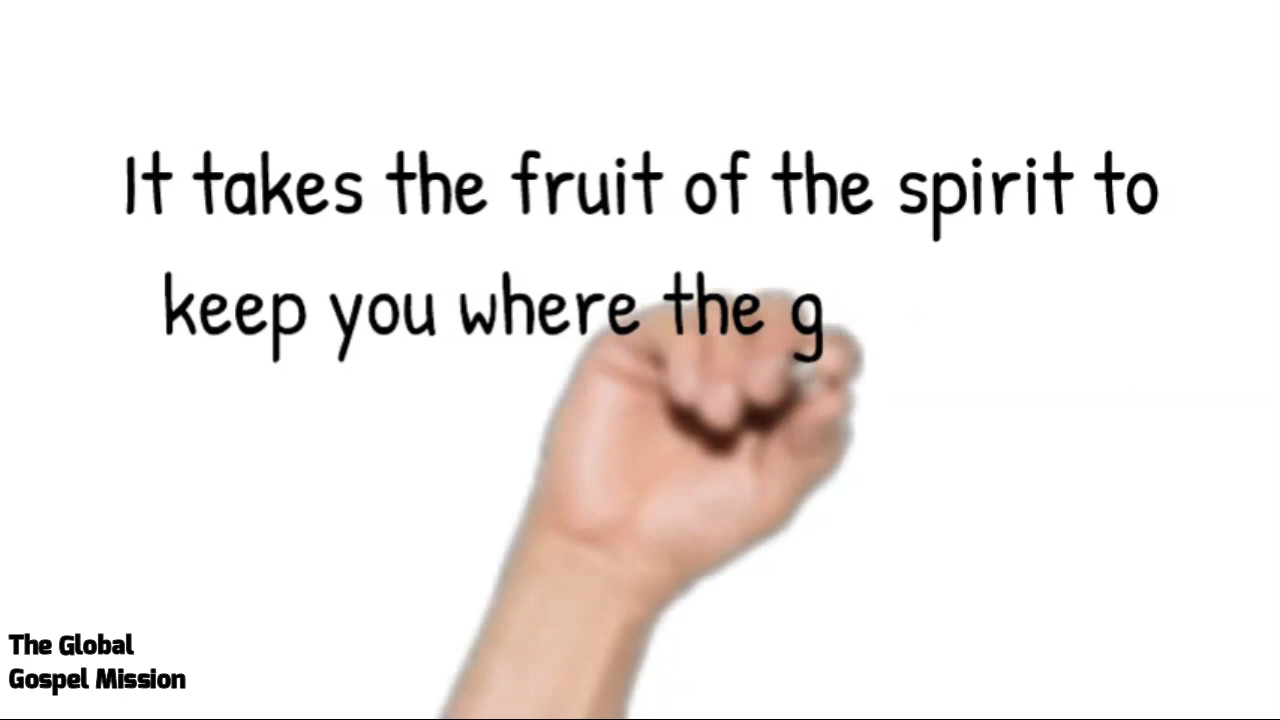 It takes the fruit of the spirit to
keep you where the g
The Global
Gospel Mission